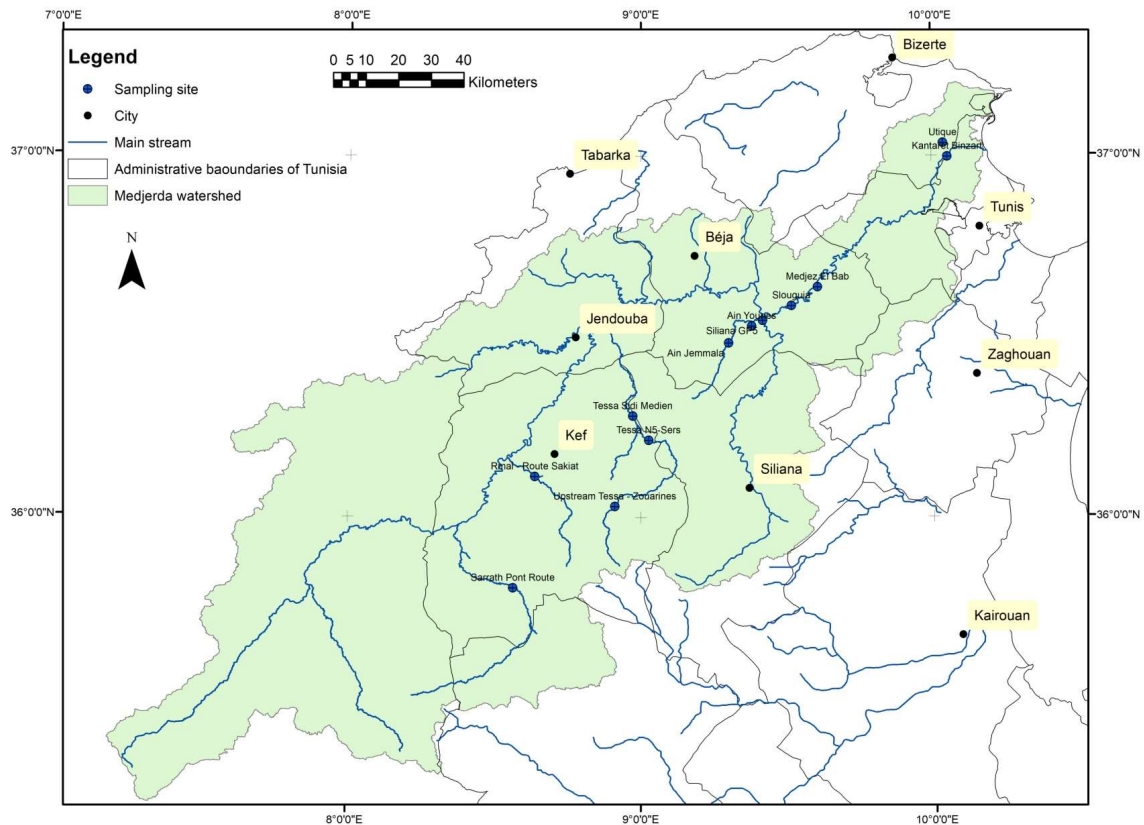 7°0'0"E
8°0'0"E
9°0'0"E
10°0'0"E
Legend
0 5 10 20 30 40
Kilometers
Sampling site
City
Main stream
Administrative baoundaries of Tunisia
Medjerda watershed
N
Bizerte
Utique
Kantaret Binzart
37°0'0"N
37°0'0"N
Tabarka
Tunis
Béja
Medjez El Bab
Slouguia
Ain Younes
Siliana GP5
Ain Jemmala
Jendouba
Zaghouan
Tessa Sidi Medien
Tessa N5-Sers
Kef
Rmal - Route Sakiat
Siliana
Upstream Tessa - Zouarines
36°0'0"N
36°0'0"N
Sarrath Pont Route
Kairouan
8°0'0"E
9°0'0"E
10°0'0"E